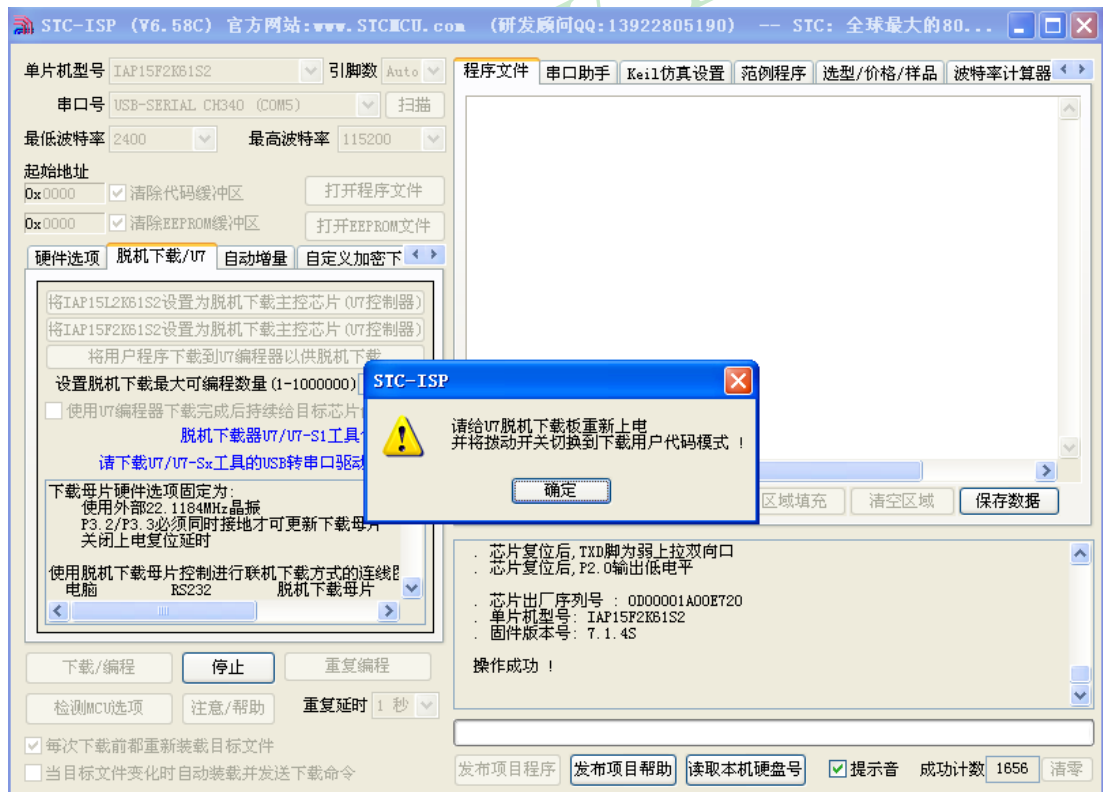 STC-ISP (V6.58C) 官方网站:www.STCMCU.com (研发顾问QQ:13922805190) -- STC: 全球最大的80...
单片机型号 IAP15F2K61S2 引脚数 Auto
串口号 USB-SERIAL CH340 (COM5) 扫描
最低波特率 2400 最高波特率 115200
起始地址
0x0000 清除代码缓冲区 打开程序文件
0x0000 清除EEPROM缓冲区 打开EEPROM文件
硬件选项 脱机下载/U7 自动增量 自定义加密下
将IAP15L2K61S2设置为脱机下载主控芯片(U7控制器)
将IAP15F2K61S2设置为脱机下载主控芯片(U7控制器)
将用户程序下载到U7编程器以供脱机下载
设置脱机下载最大可编程数量(1-1000000)
使用U7编程器下载完成后持续给目标芯片
脱机下载器U7/U7-S1工具
请下载U7/U7-Sx工具的USB转串口驱动
下载母片硬件选项固定为:
使用外部22.1184MHz晶振
P3.2/P3.3必须同时接地才可更新下载母片
关闭上电复位延时
使用脱机下载母片控制进行联机下载方式的连线
电脑 RS232 脱机下载母片
下载/编程 停止 重复编程
检测MCU选项 注意/帮助 重复延时 1 秒
每次下载前都重新装载目标文件
当目标文件变化时自动装载并发送下载命令
程序文件 串口助手 Keil仿真设置 范例程序 选型/价格/样品 波特率计算器
STC-ISP
请给U7脱机下载板重新上电
并将拨动开关切换到下载用户代码模式 !
确定
区域填充 清空区域 保存数据
. 芯片复位后,TXD脚为弱上拉双向口
. 芯片复位后,P2.0输出低电平
. 芯片出厂序列号 : 0D00001A00E720
. 单片机型号: IAP15F2K61S2
. 固件版本号: 7.1.4S
操作成功 !
发布项目程序 发布项目帮助 读取本机硬盘号 提示音 成功计数 1656 清零